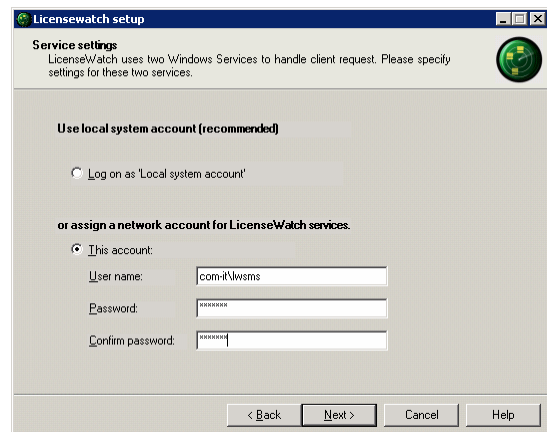 Licensewatch setup
Service settings
LicenseWatch uses two Windows Services to handle client request. Please specify
settings for these two services.
Use local system account (recommended)
Log on as 'Local system account'
or assign a network account for LicenseWatch services.
This account:
User name: com-it\lwsms
Password: *******
Confirm password: *******
< Back Next > Cancel Help